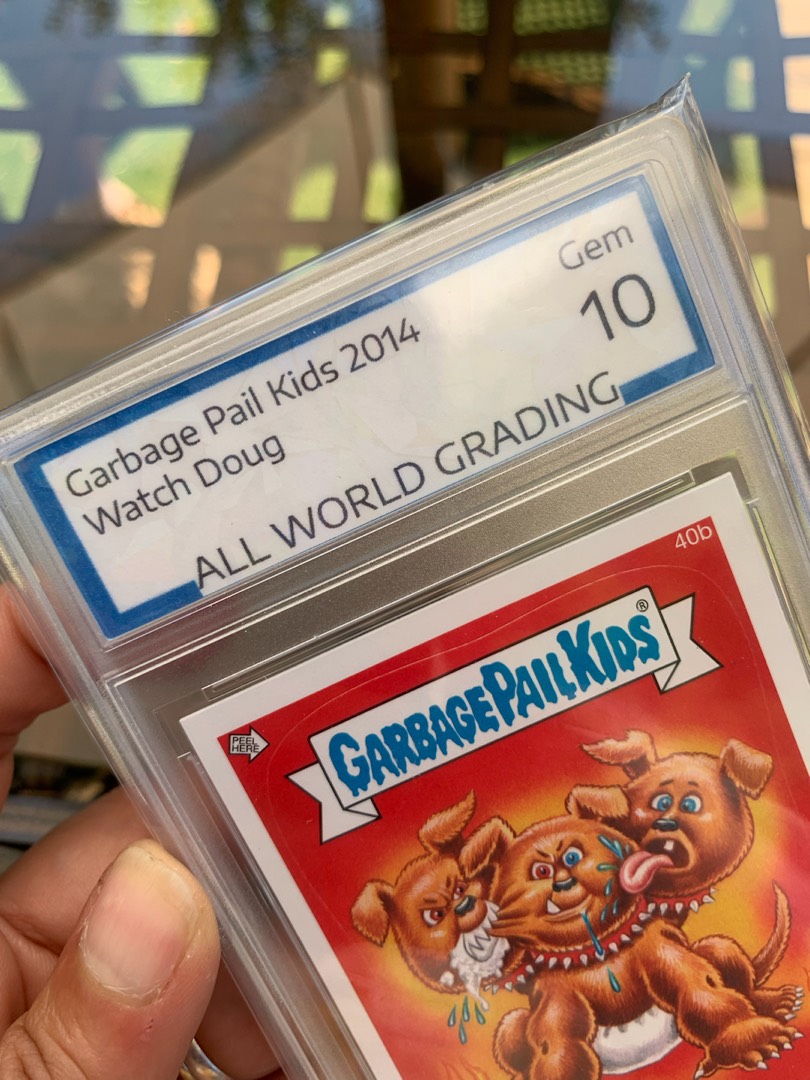 Gem
10
Garbage Pail Kids 2014
Watch Doug
ALL WORLD GRADING
40b
GARBAGE PAIL KIDS®
PEEL
HERE